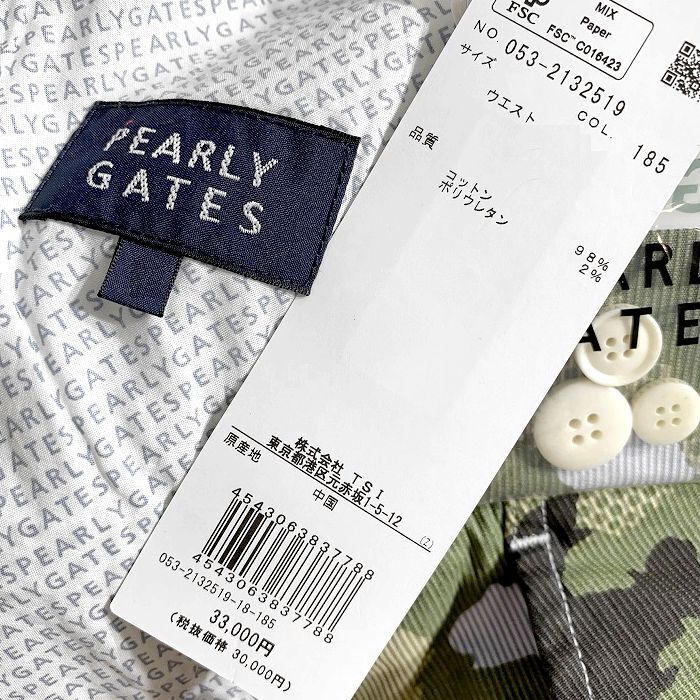 PEARLY
GATES
FSC
MIX
Paper
FSC™ C016423
NO. 053-2132519
サイズ
ウエスト COL. 185
品質
コットン 98%
ポリウレタン 2%
株式会社 TSI
東京都港区元赤坂1-5-12
原産地 中国
(2)
4543063837788
4543063837788
053-2132519-18-185
33,000円
(税抜価格 30,000円)